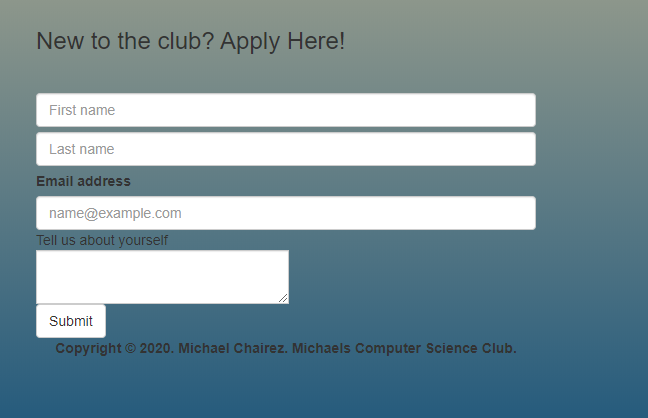 New to the club? Apply Here!
First name
Last name
Email address
name@example.com
Tell us about yourself
Submit
Copyright © 2020. Michael Chairez. Michaels Computer Science Club.